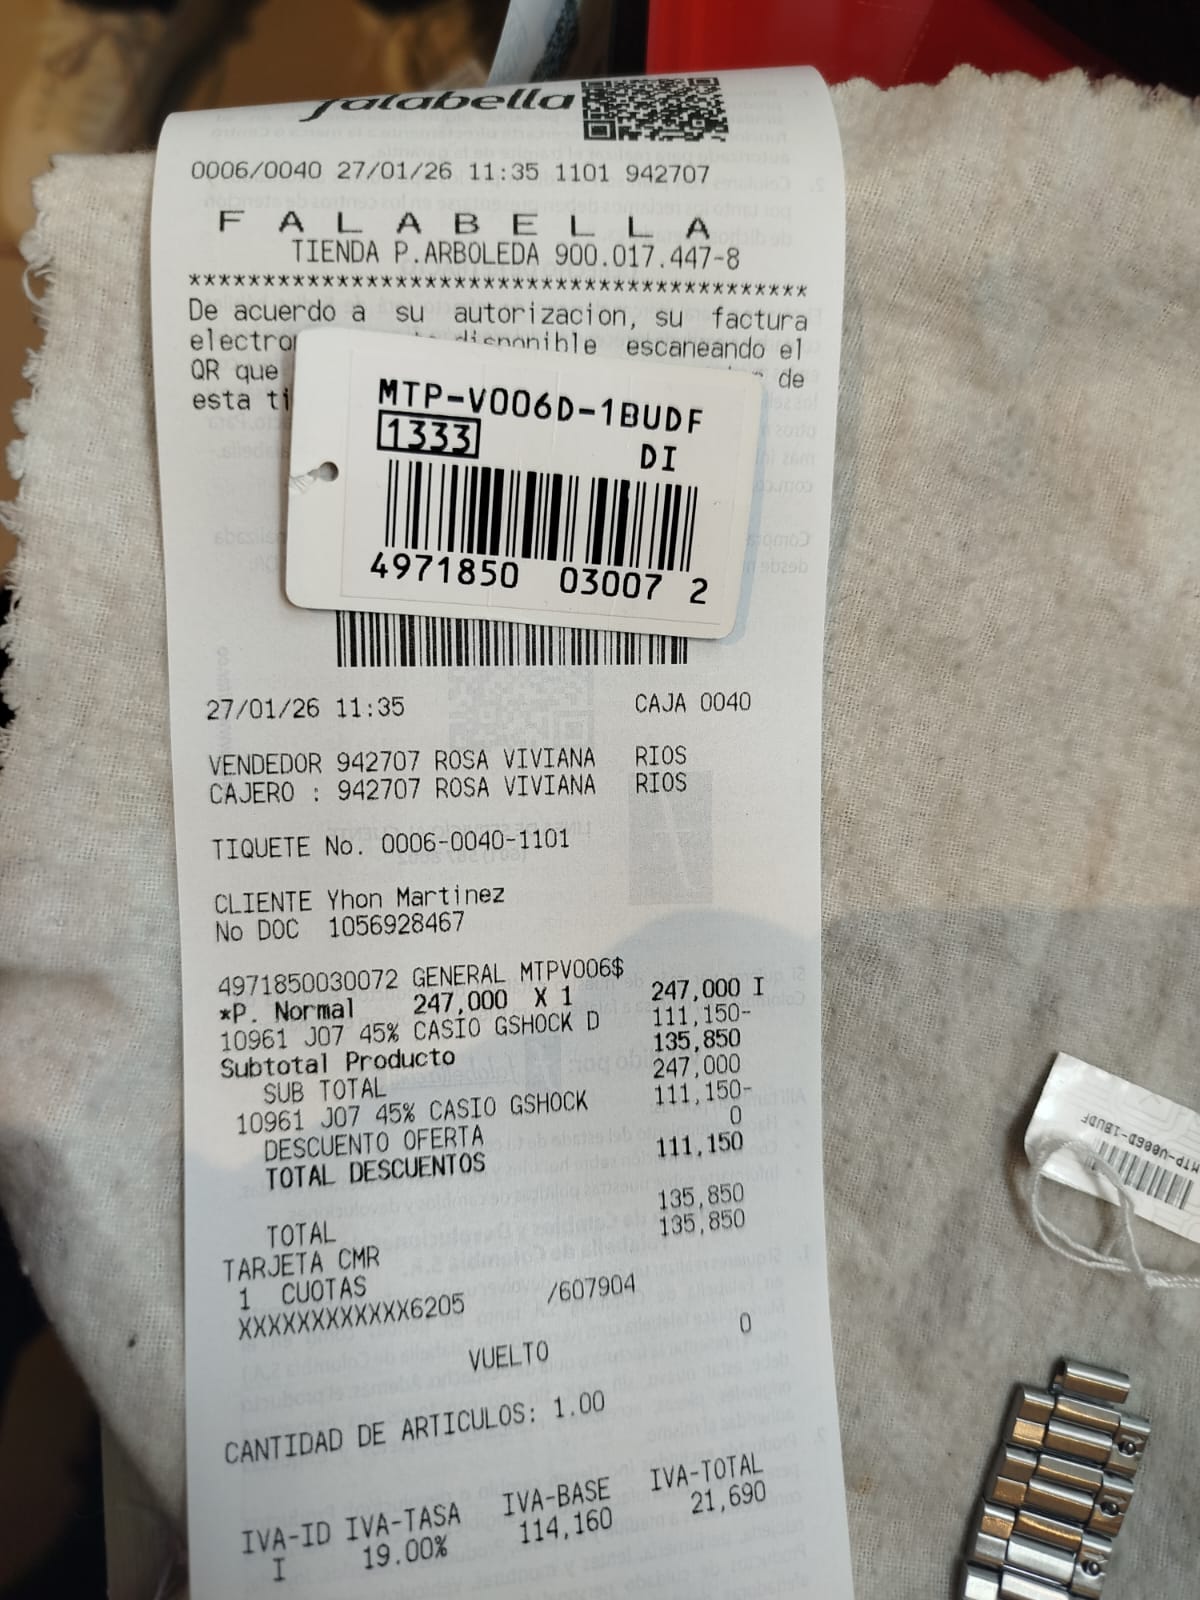 falabella
0006/0040 27/01/26 11:35 1101 942707
F A L A B E L L A
TIENDA P.ARBOLEDA 900.017.447-8
******************************************
De acuerdo a su autorizacion, su factura
disponible escaneando el
QR que de
esta
MTP-V006D-1BUDF
1333
DI
4971850 03007 2
27/01/26 11:35 CAJA 0040
VENDEDOR 942707 ROSA VIVIANA RIOS
CAJERO : 942707 ROSA VIVIANA RIOS
TIQUETE No. 0006-0040-1101
CLIENTE Yhon Martinez
No DOC 1056928467
4971850030072 GENERAL MTPV006$
*P. Normal 247,000 X 1 247,000 I
10961 J07 45% CASIO GSHOCK D 111,150-
Subtotal Producto 135,850
SUB TOTAL 247,000
10961 J07 45% CASIO GSHOCK 111,150-
DESCUENTO OFERTA 0
TOTAL DESCUENTOS 111,150
TOTAL 135,850
TARJETA CMR 135,850
1 CUOTAS
XXXXXXXXXXXX6205 /607904
VUELTO 0
CANTIDAD DE ARTICULOS: 1.00
IVA-ID IVA-TASA IVA-BASE IVA-TOTAL
I 19.00% 114,160 21,690
MTP-V006D-1BUDF